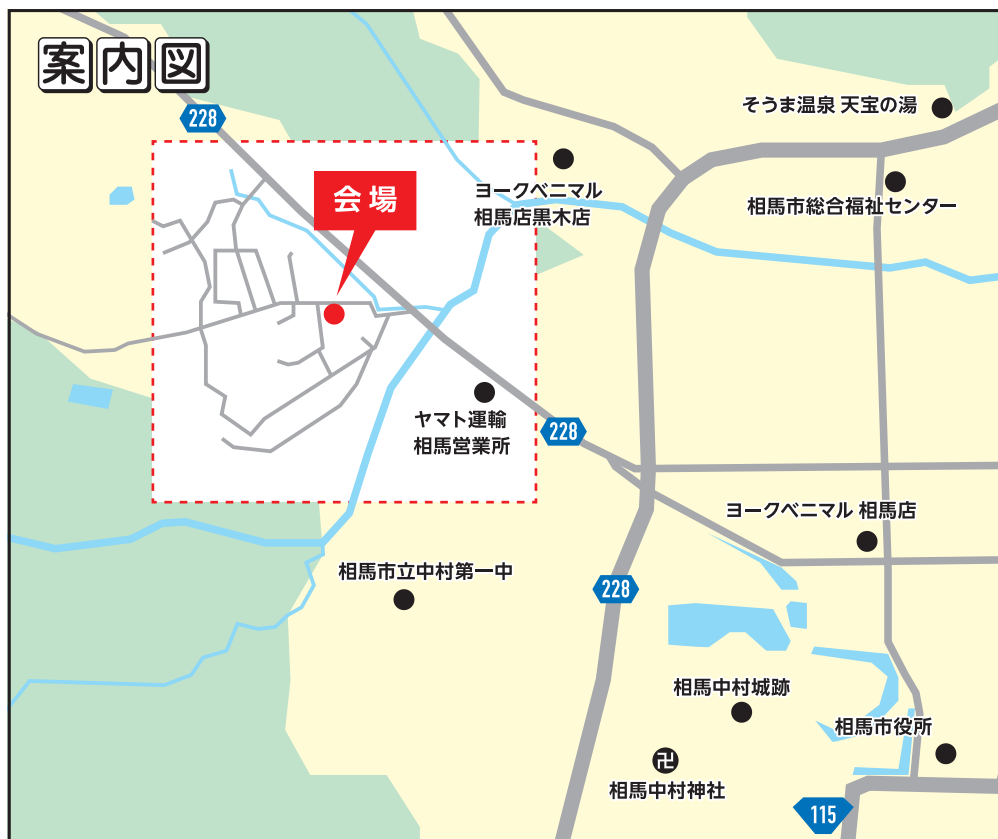 案内図
228
そうま温泉 天宝の湯
ヨークベニマル
相馬店黒木店
相馬市総合福祉センター
会場
ヤマト運輸
相馬営業所
228
ヨークベニマル 相馬店
相馬市立中村第一中
228
相馬中村城跡
相馬市役所
卍
相馬中村神社
115